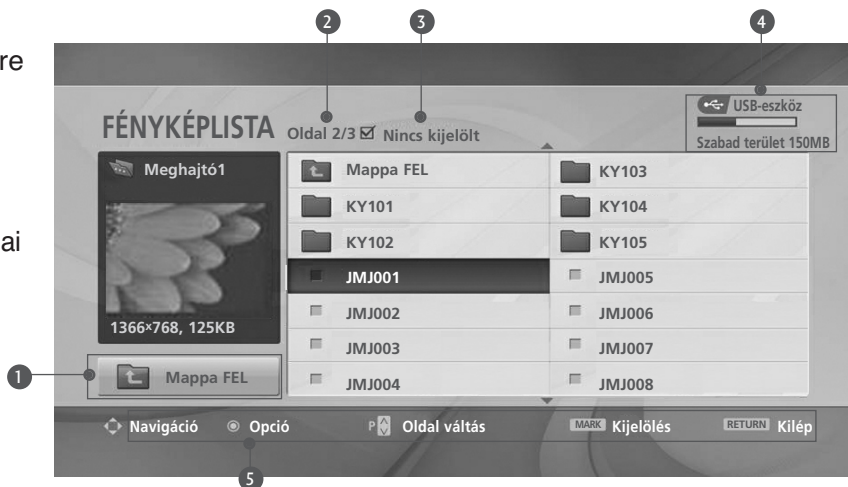 2 3 4
re
USB-eszköz
FÉNYKÉPLISTA Oldal 2/3 Nincs kijelölt
Szabad terület 150MB
Meghajtó1
Mappa FEL KY103
KY101 KY104
ai
KY102 KY105
JMJ001 JMJ005
JMJ002 JMJ006
1366×768, 125KB
JMJ003 JMJ007
1 Mappa FEL
JMJ004 JMJ008
Navigáció Opció P Oldal váltás MARK Kijelölés RETURN Kilép
5